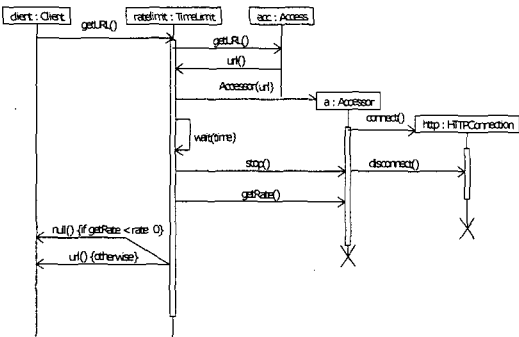 client : Client
ratelimt : TimeLimit
acc : Access
getURL()
getURL()
url()
Accessor(url)
a : Accessor
connect()
http : HTTPConnection
wait(time)
stop()
disconnect()
getRate()
null() {if getRate < rate 0}
url() {otherwise}